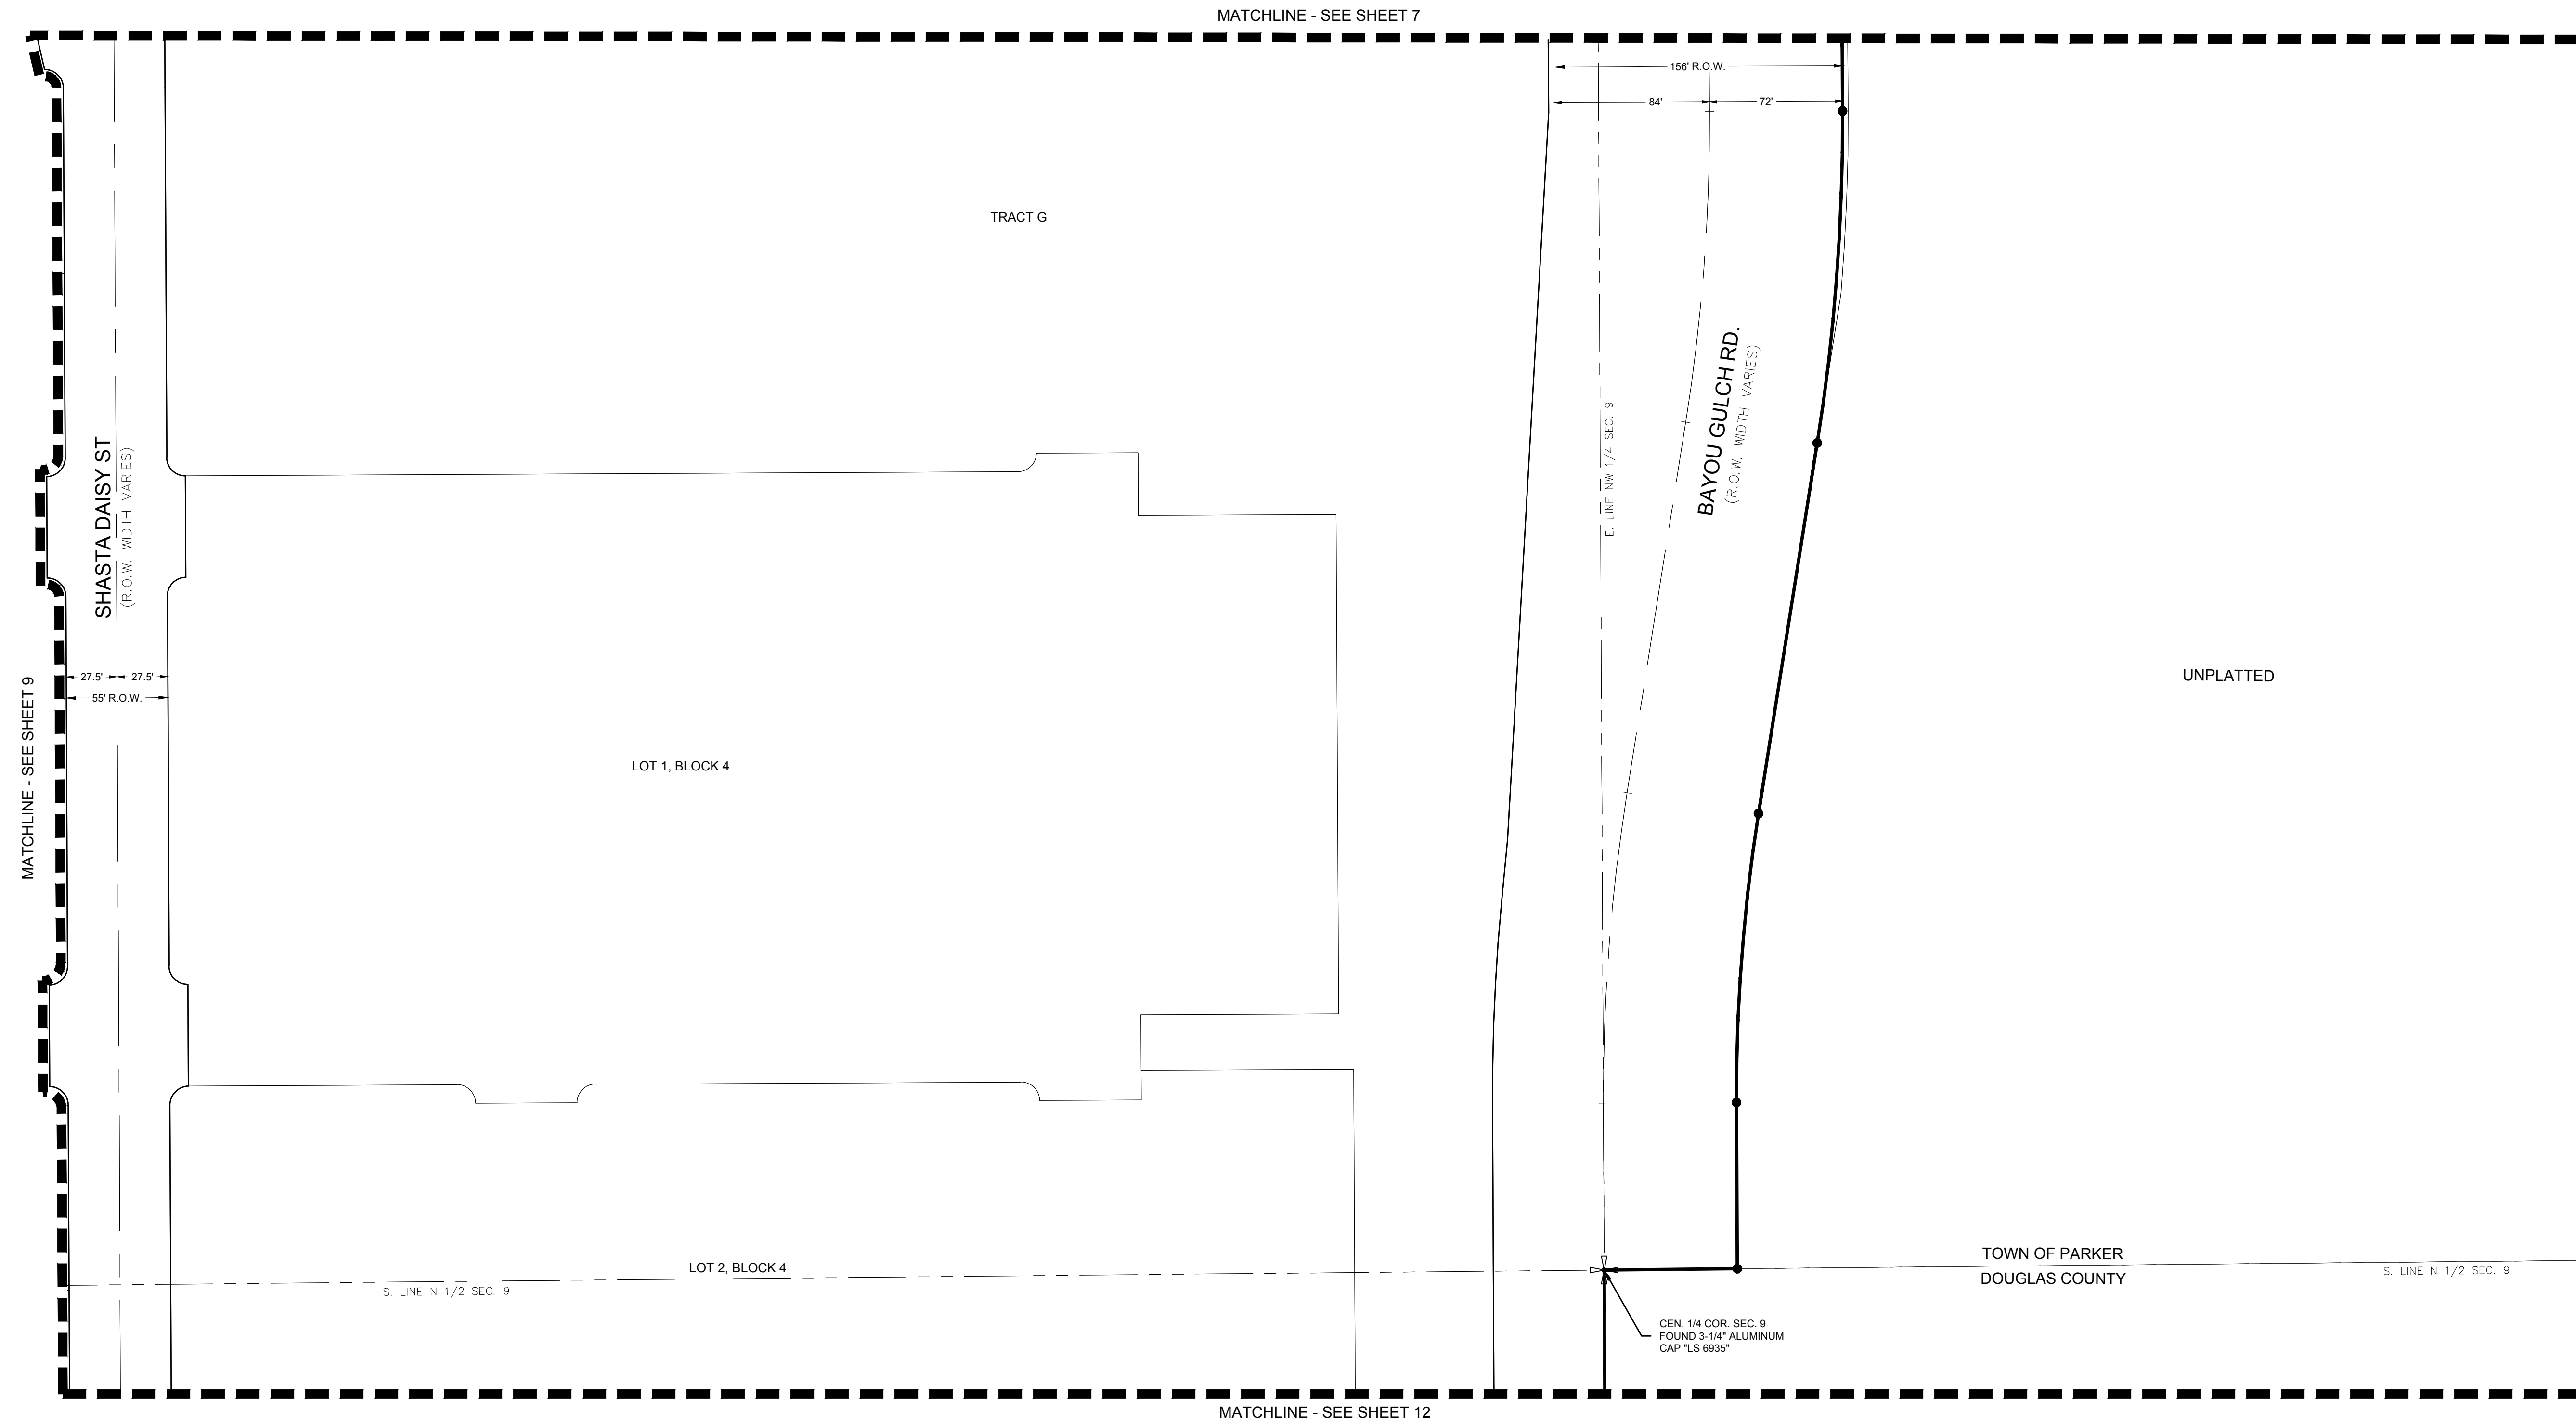 MATCHLINE - SEE SHEET 7
156' R.O.W.
84'
72'
TRACT G
E. LINE NW 1/4 SEC. 9
BAYOU GULCH RD.
(R.O.W. WIDTH VARIES)
SHASTA DAISY ST
(R.O.W. WIDTH VARIES)
27.5'
27.5'
55' R.O.W.
MATCHLINE - SEE SHEET 9
UNPLATTED
LOT 1, BLOCK 4
LOT 2, BLOCK 4
S. LINE N 1/2 SEC. 9
TOWN OF PARKER
DOUGLAS COUNTY
S. LINE N 1/2 SEC. 9
CEN. 1/4 COR. SEC. 9
FOUND 3-1/4" ALUMINUM
CAP "LS 6935"
MATCHLINE - SEE SHEET 12